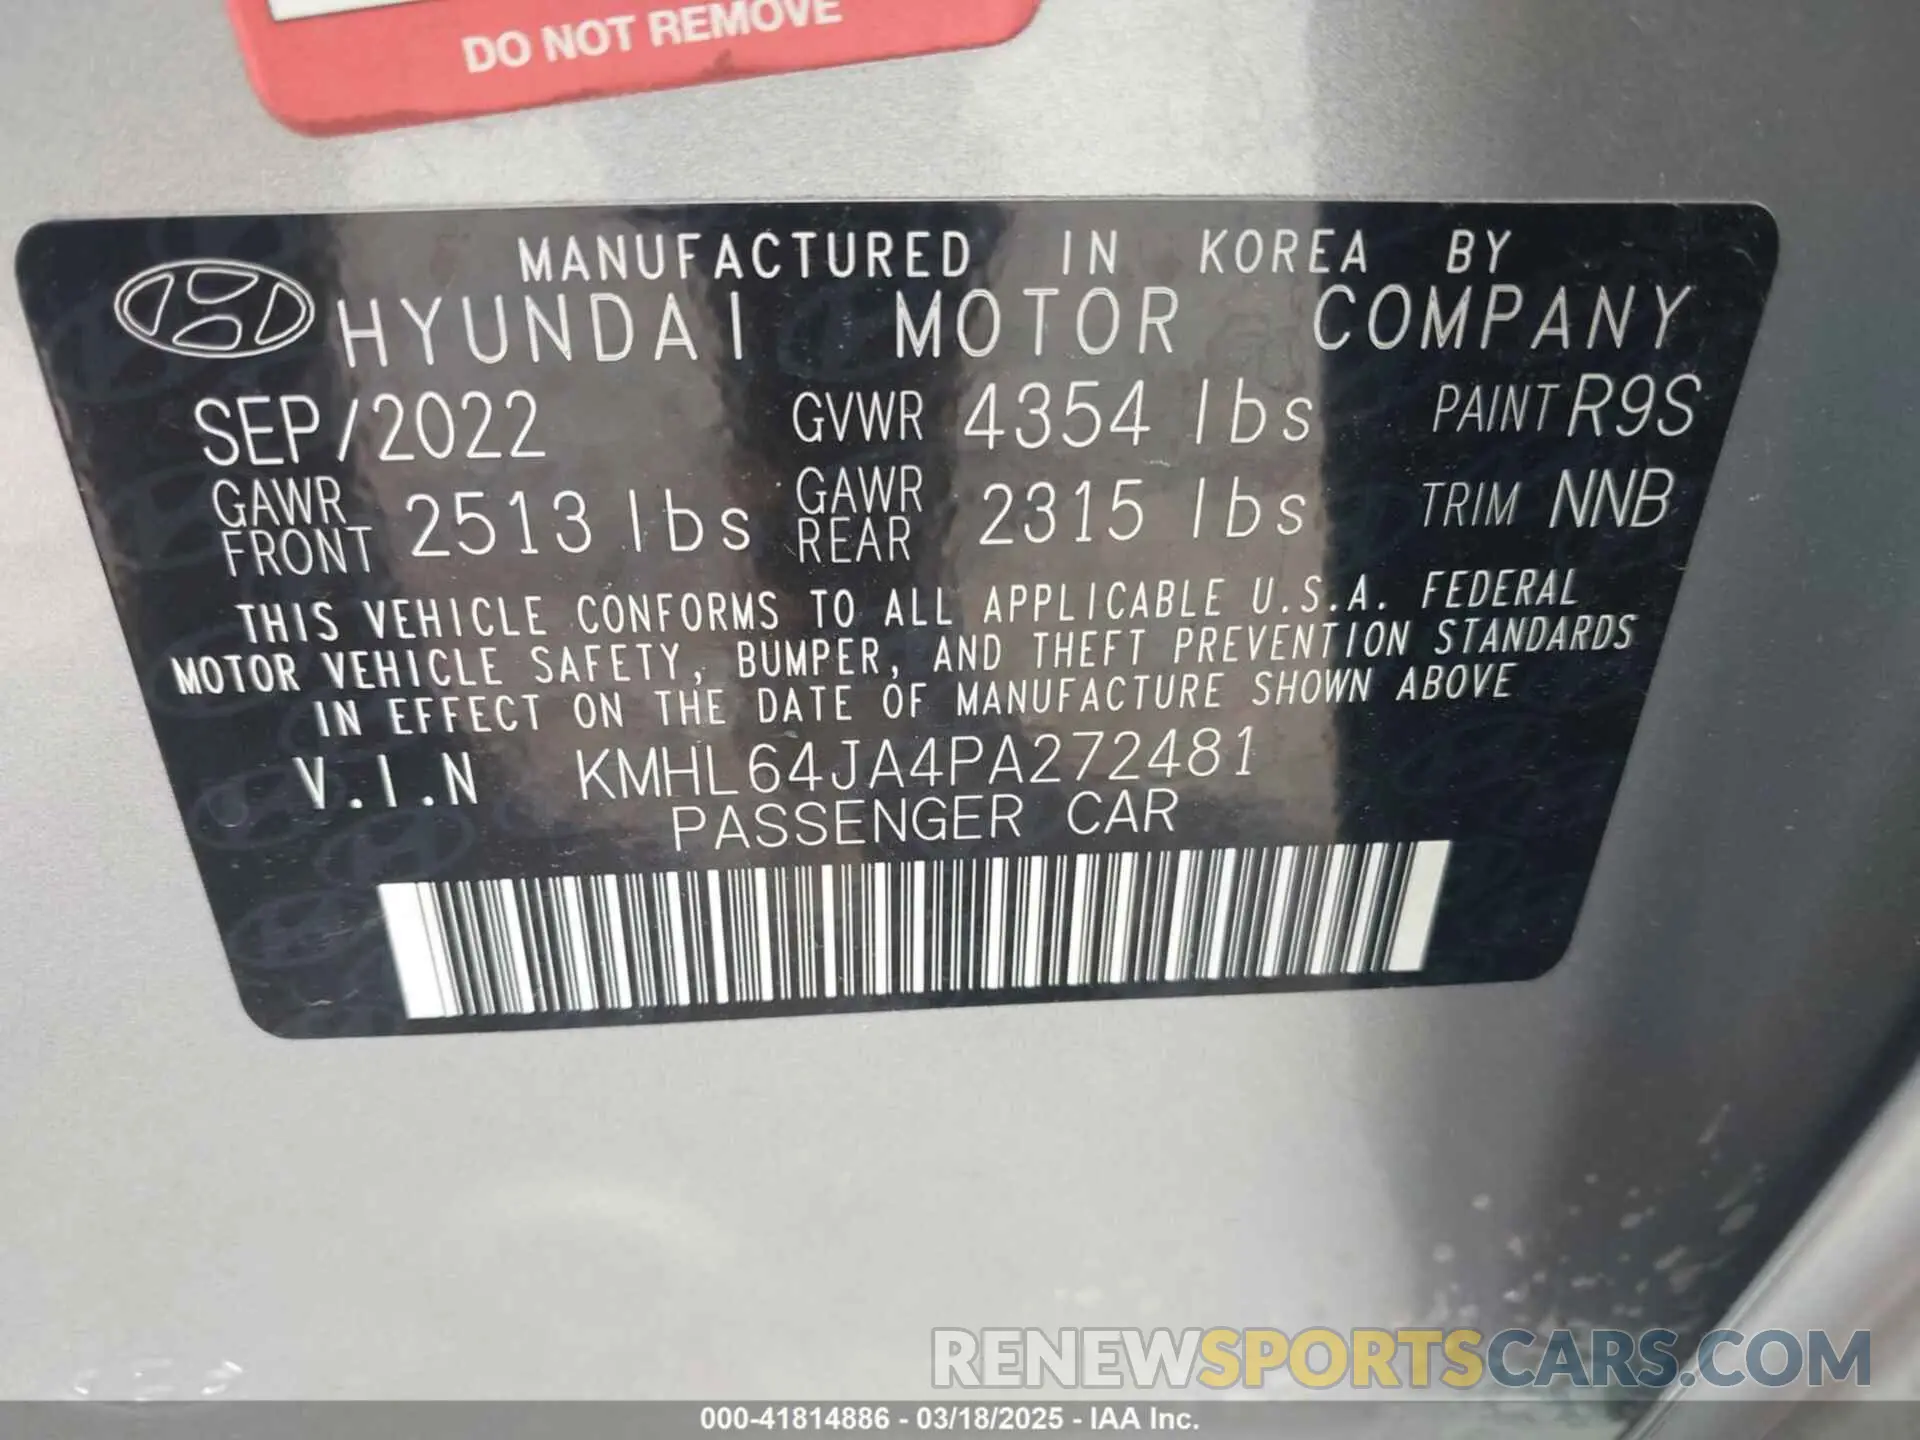 DO NOT REMOVE
MANUFACTURED IN KOREA BY
HYUNDAI MOTOR COMPANY
SEP/2022 GVWR 4354 lbs PAINT R9S
GAWR FRONT 2513 lbs GAWR REAR 2315 lbs TRIM NNB
THIS VEHICLE CONFORMS TO ALL APPLICABLE U.S.A. FEDERAL
MOTOR VEHICLE SAFETY, BUMPER, AND THEFT PREVENTION STANDARDS
IN EFFECT ON THE DATE OF MANUFACTURE SHOWN ABOVE
V.I.N KMHL64JA4PA272481
PASSENGER CAR
RENEWSPORTSCARS.COM
000-41814886 - 03/18/2025 - IAA Inc.